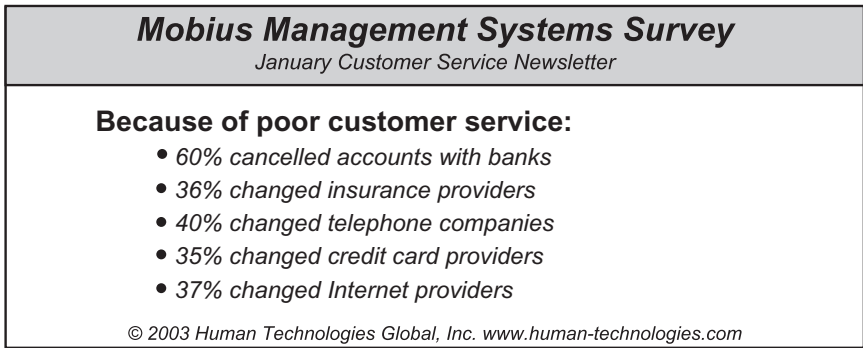 Mobius Management Systems Survey
January Customer Service Newsletter
Because of poor customer service:
• 60% cancelled accounts with banks
• 36% changed insurance providers
• 40% changed telephone companies
• 35% changed credit card providers
• 37% changed Internet providers
© 2003 Human Technologies Global, Inc. www.human-technologies.com